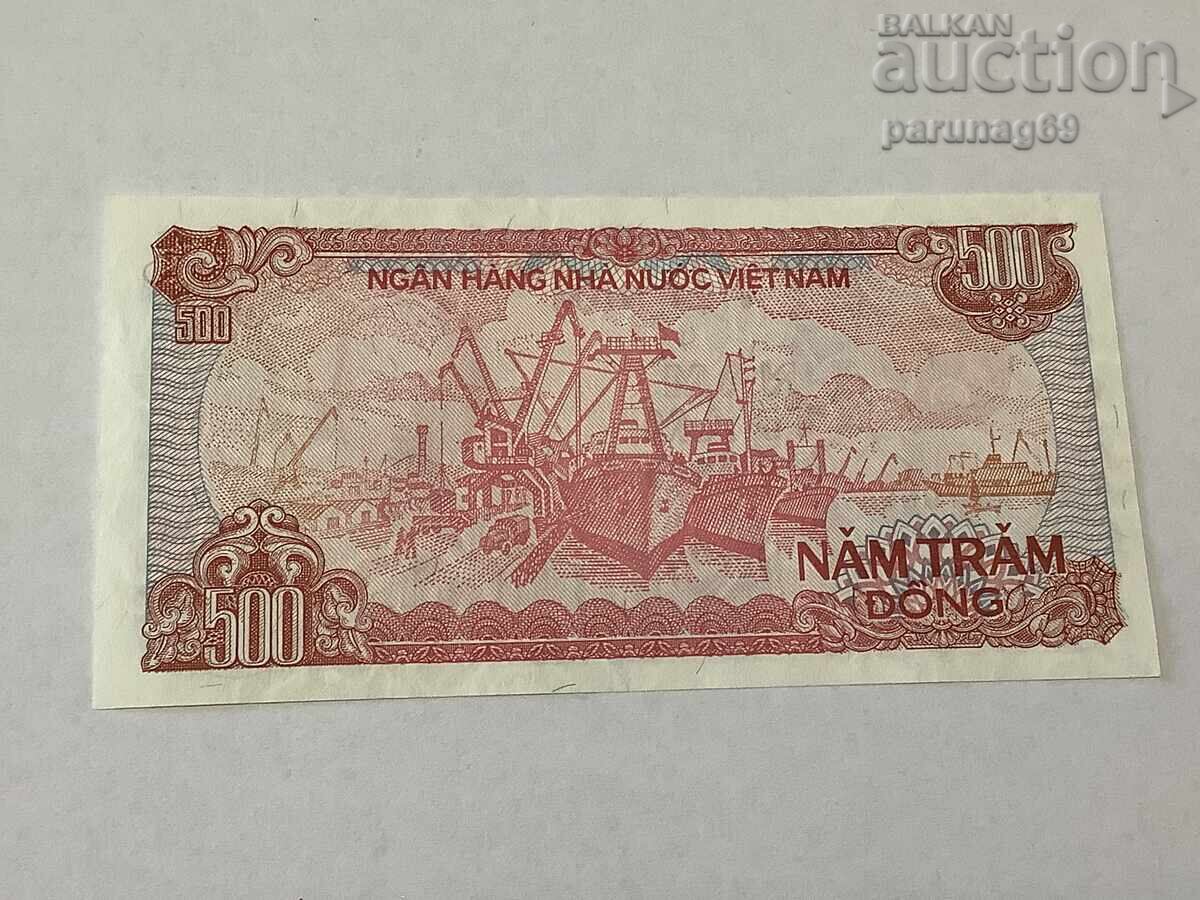 BALKAN
auction
parunag69
NGÂN HÀNG NHÀ NƯỚC VIỆT NAM
500
500
NĂM TRĂM
ĐỒNG
500